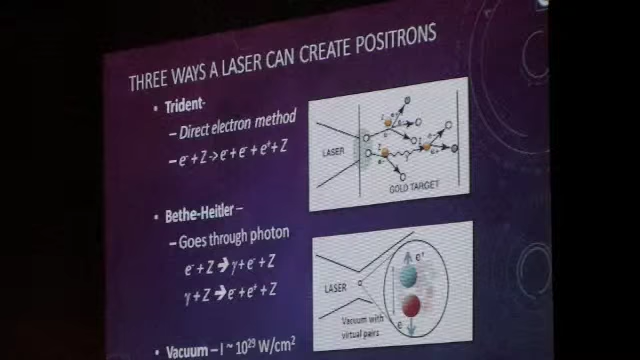 THREE WAYS A LASER CAN CREATE POSITRONS
• Trident-
– Direct electron method
– e⁻ + Z → e⁻ + e⁻ + e⁺ + Z
LASER
GOLD TARGET
• Bethe-Heitler –
– Goes through photon
e⁻ + Z → γ + e⁻ + Z
γ + Z → e⁻ + e⁺ + Z
LASER
e⁺
e⁻
Vacuum with
virtual pairs
• Vacuum – I ~ 10²⁹ W/cm²